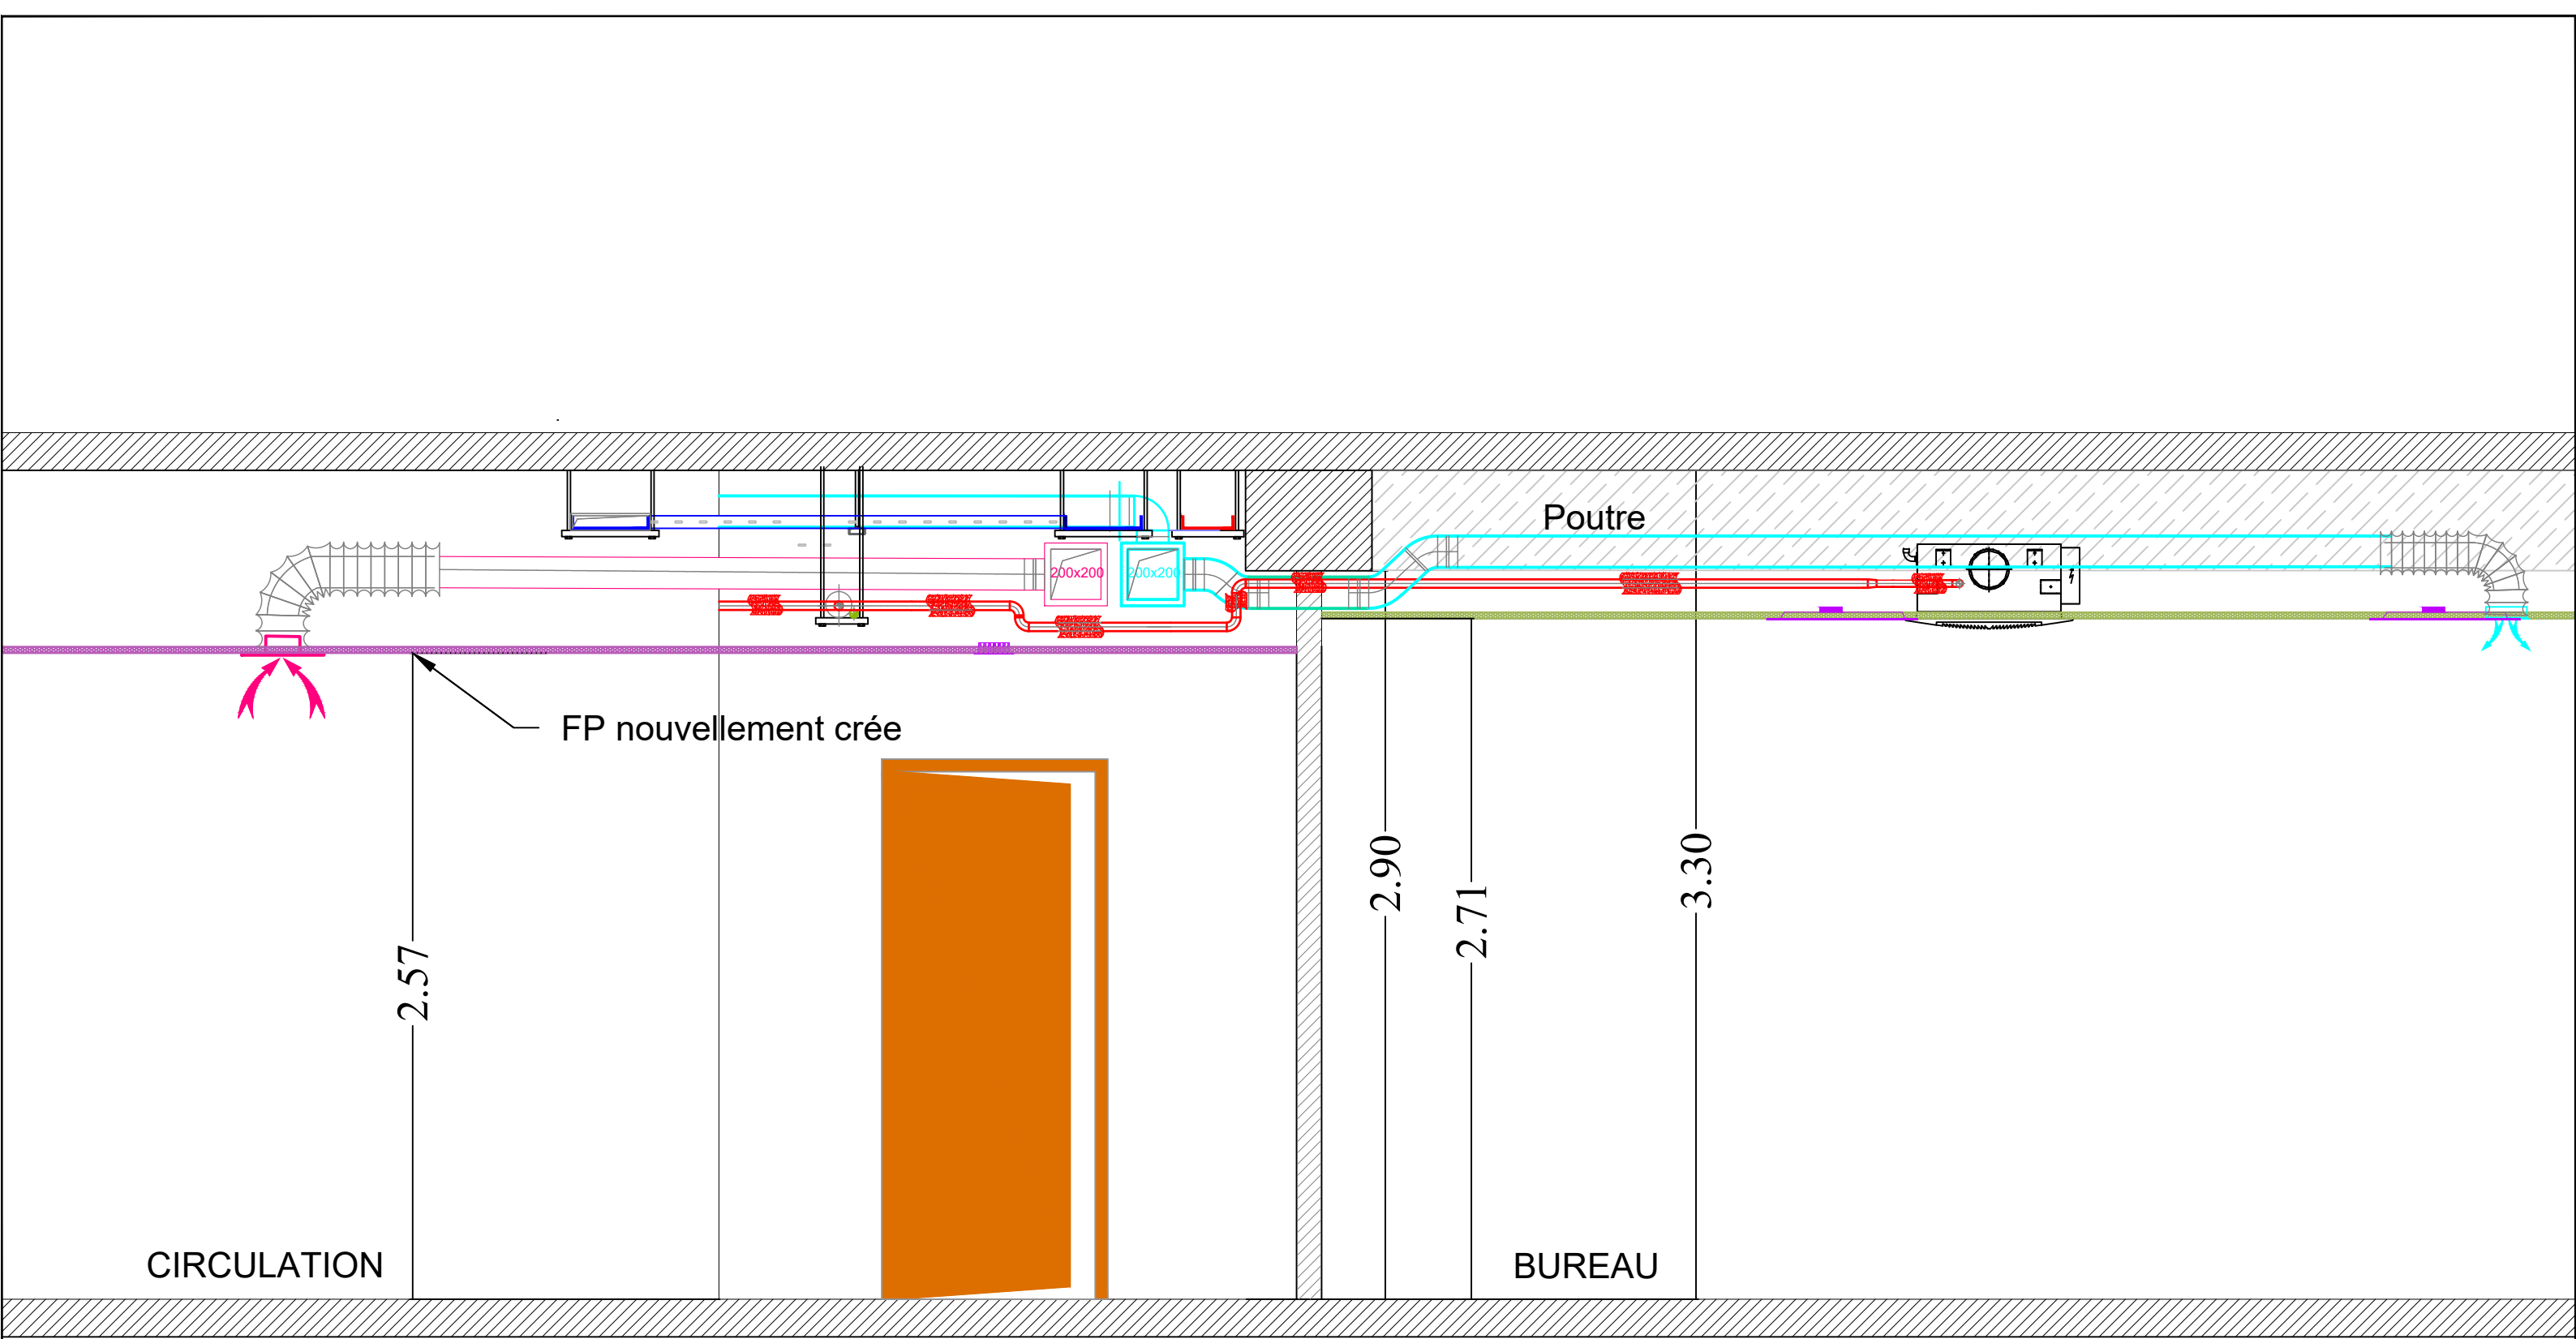 Poutre
200x200
200x200
FP nouvellement crée
2.57
2.90
2.71
3.30
CIRCULATION
BUREAU